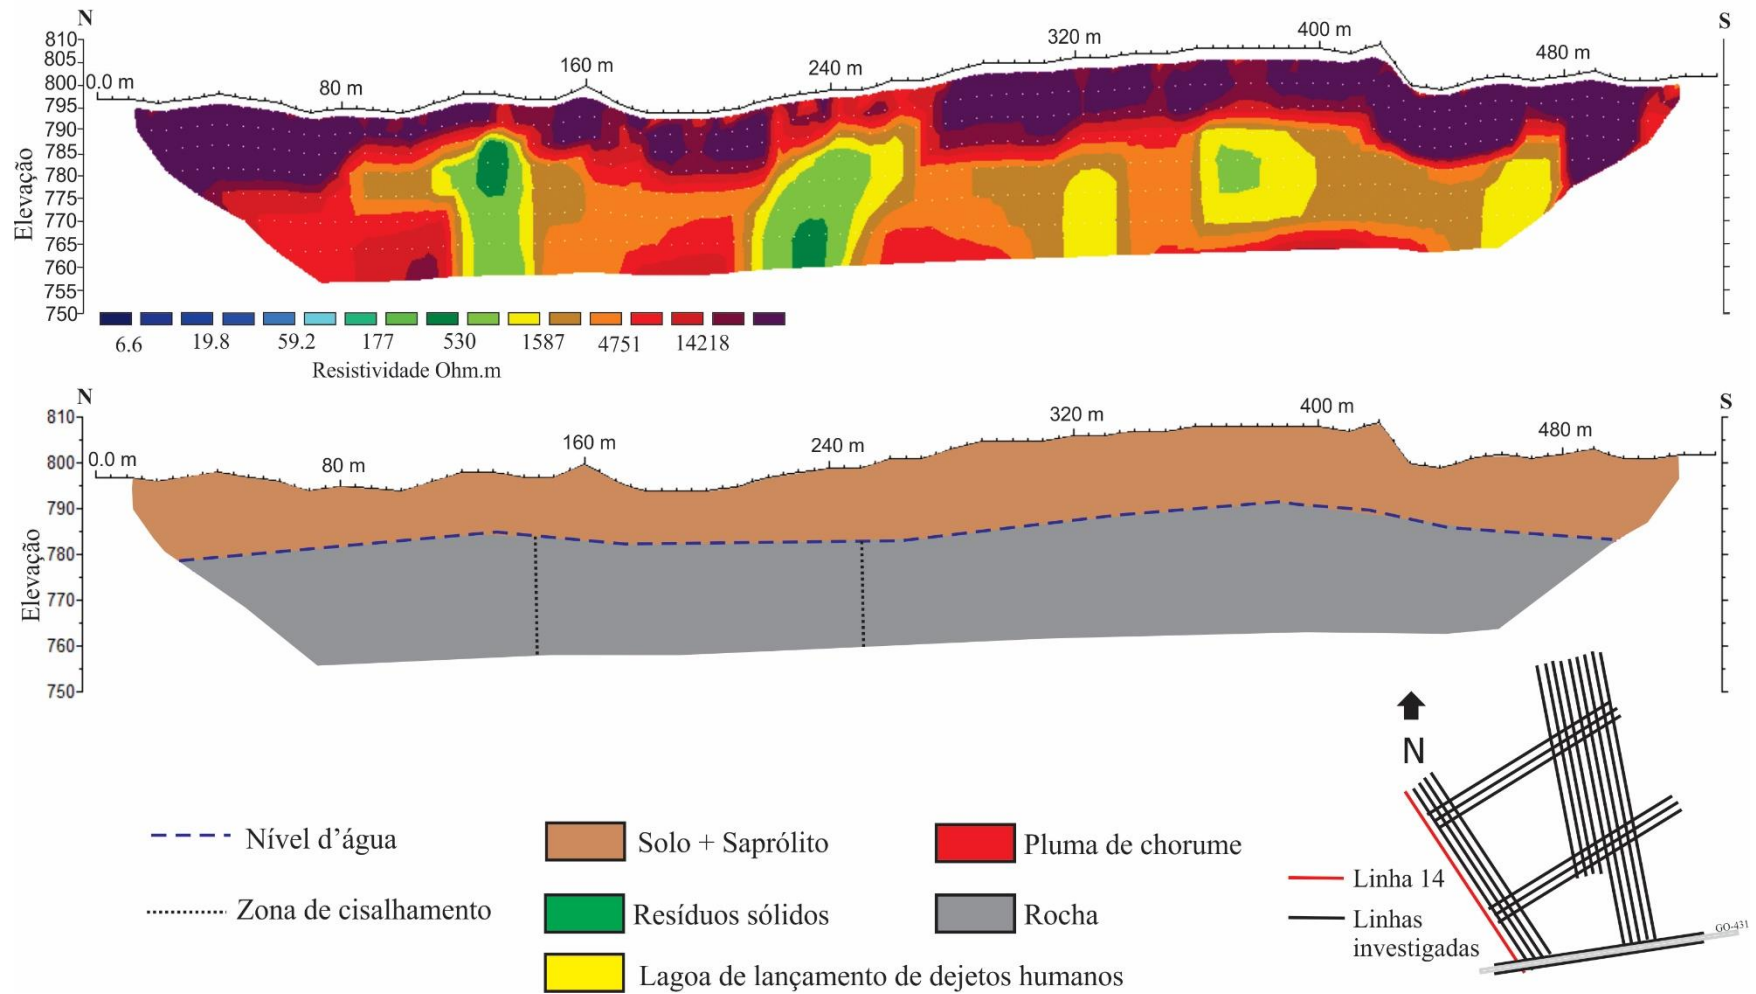 N
S
810
805
800
795
790
785
775
780
770
765
760
755
750
Elevação
0.0 m
80 m
160 m
240 m
320 m
400 m
480 m
6.6
19.8
59.2
177
530
1587
4751
14218
Resistividade Ohm.m
N
S
810
800
790
780
770
760
750
Elevação
0.0 m
80 m
160 m
240 m
320 m
400 m
480 m
Nível d’água
Zona de cisalhamento
Solo + Saprólito
Resíduos sólidos
Lagoa de lançamento de dejetos humanos
Pluma de chorume
Rocha
N
Linha 14
Linhas
investigadas
GO-431